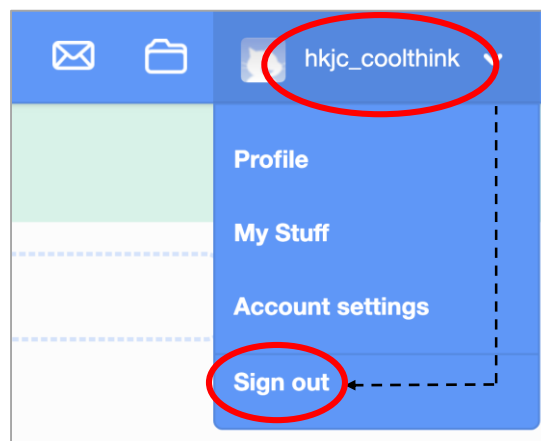 hkjc_coolthink
Profile
My Stuff
Account settings
Sign out